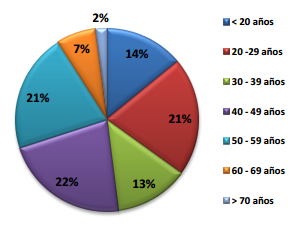 2%
7%
14%
21%
21%
22%
13%
< 20 años
20 -29 años
30 - 39 años
40 - 49 años
50 - 59 años
60 - 69 años
> 70 años